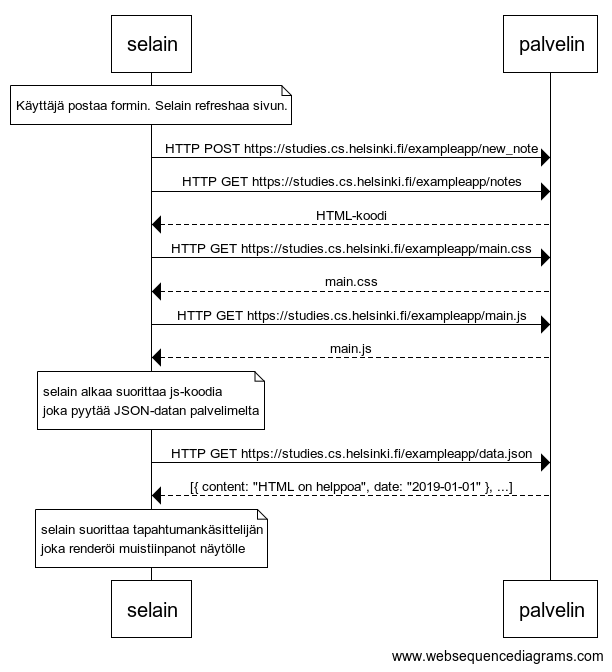 selain
palvelin
Käyttäjä postaa formin. Selain refreshaa sivun.
HTTP POST https://studies.cs.helsinki.fi/exampleapp/new_note
HTTP GET https://studies.cs.helsinki.fi/exampleapp/notes
HTML-koodi
HTTP GET https://studies.cs.helsinki.fi/exampleapp/main.css
main.css
HTTP GET https://studies.cs.helsinki.fi/exampleapp/main.js
main.js
selain alkaa suorittaa js-koodia
joka pyytää JSON-datan palvelimelta
HTTP GET https://studies.cs.helsinki.fi/exampleapp/data.json
[{ content: "HTML on helppoa", date: "2019-01-01" }, ...]
selain suorittaa tapahtumankäsittelijän
joka renderöi muistiinpanot näytölle
selain
palvelin
www.websequencediagrams.com